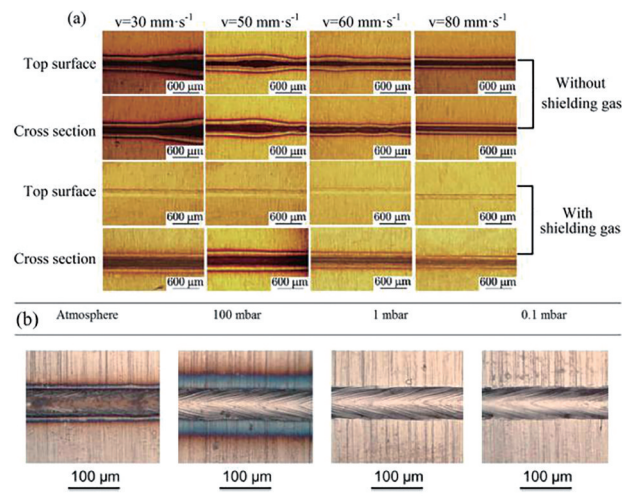 (a)
v=30 mm·s⁻¹ v=50 mm·s⁻¹ v=60 mm·s⁻¹ v=80 mm·s⁻¹
Top surface
600 μm 600 μm 600 μm 600 μm
Without
shielding gas
Cross section
600 μm 600 μm 600 μm 600 μm
Top surface
600 μm 600 μm 600 μm 600 μm
With
shielding gas
Cross section
600 μm 600 μm 600 μm 600 μm
(b)
Atmosphere 100 mbar 1 mbar 0.1 mbar
100 μm 100 μm 100 μm 100 μm